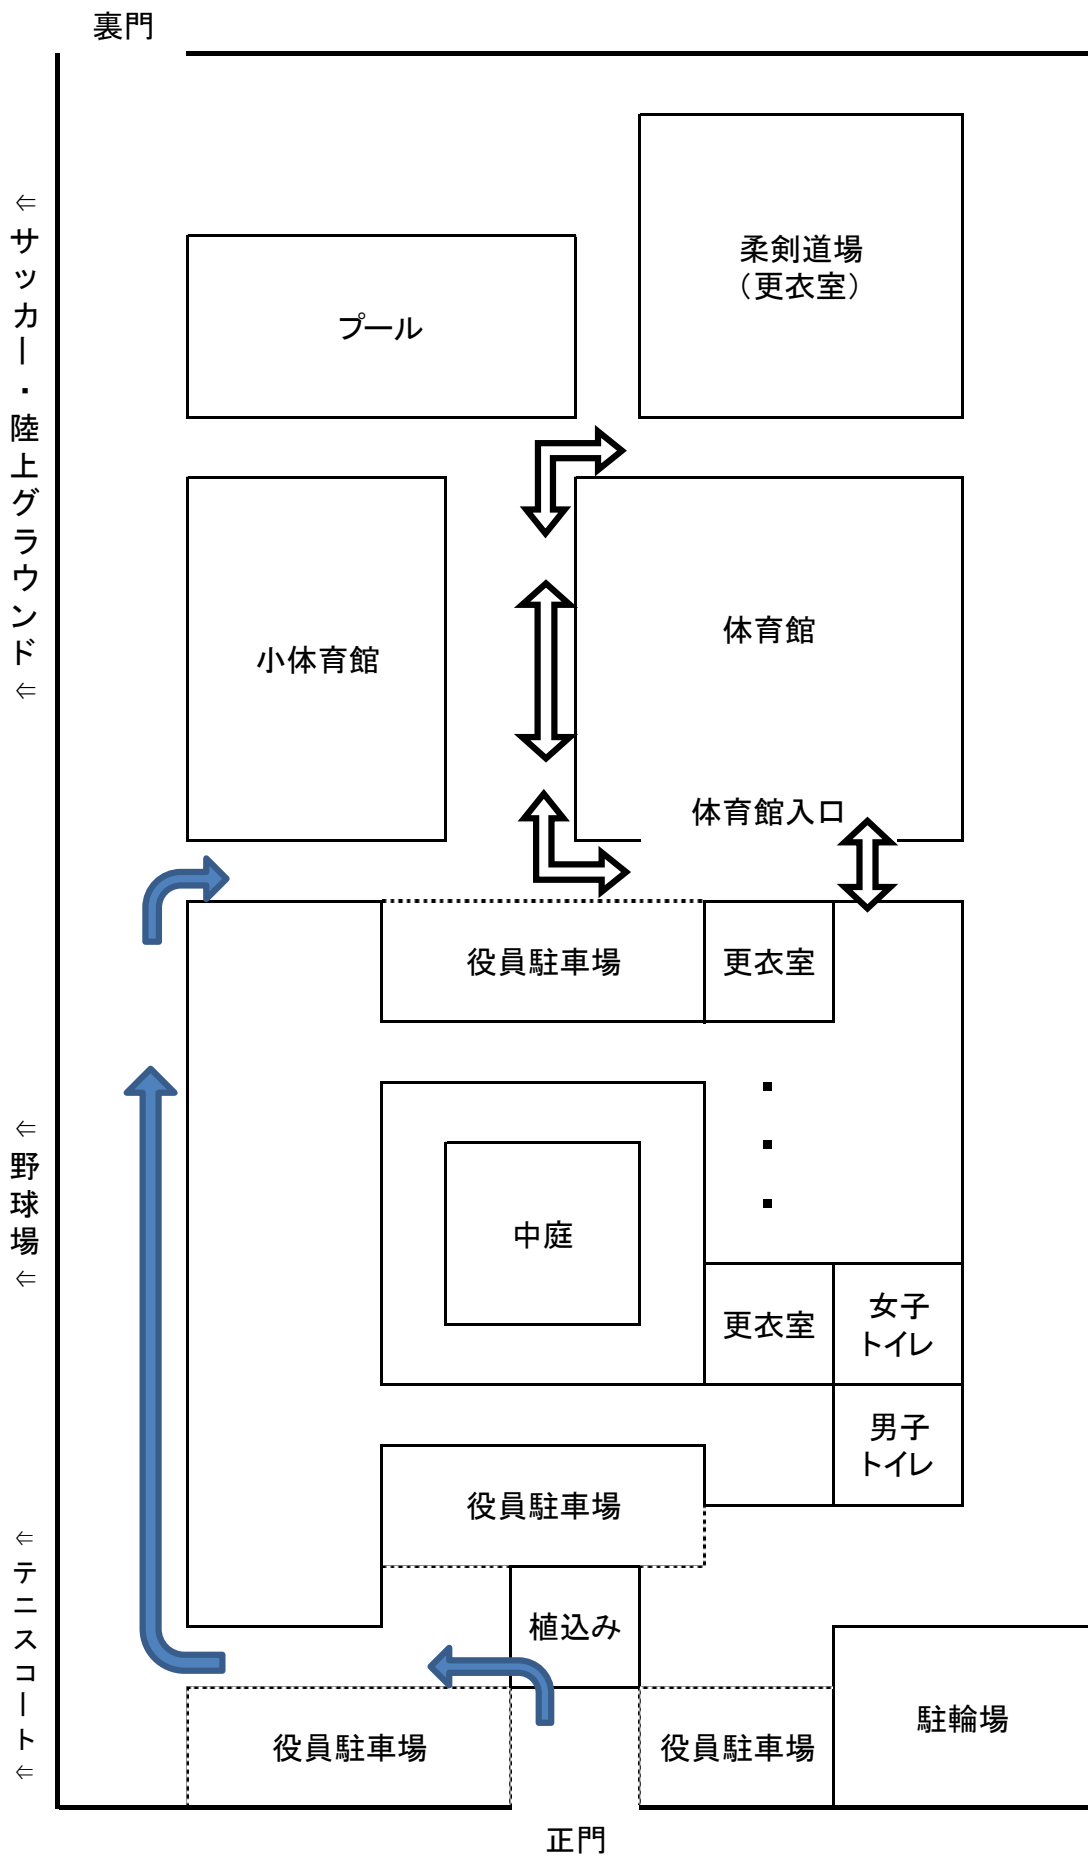 裏門
⇐サッカー・陸上グラウンド⇐
柔剣道場
（更衣室）
プール
体育館
小体育館
体育館入口
役員駐車場
更衣室
⇐野球場⇐
中庭
更衣室
女子
トイレ
男子
トイレ
役員駐車場
⇐テニスコート⇐
植込み
役員駐車場
役員駐車場
駐輪場
正門